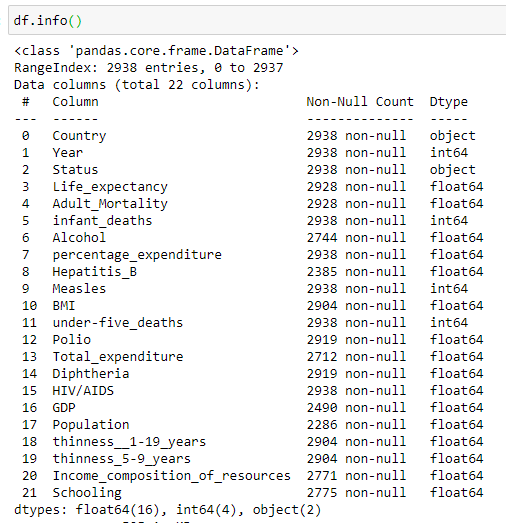 df.info()
<class 'pandas.core.frame.DataFrame'>
RangeIndex: 2938 entries, 0 to 2937
Data columns (total 22 columns):
 #   Column                           Non-Null Count  Dtype
---  ------                           --------------  -----
 0   Country                          2938 non-null   object
 1   Year                             2938 non-null   int64
 2   Status                           2938 non-null   object
 3   Life_expectancy                  2928 non-null   float64
 4   Adult_Mortality                  2928 non-null   float64
 5   infant_deaths                    2938 non-null   int64
 6   Alcohol                          2744 non-null   float64
 7   percentage_expenditure           2938 non-null   float64
 8   Hepatitis_B                      2385 non-null   float64
 9   Measles                          2938 non-null   int64
 10  BMI                              2904 non-null   float64
 11  under-five_deaths                2938 non-null   int64
 12  Polio                            2919 non-null   float64
 13  Total_expenditure                2712 non-null   float64
 14  Diphtheria                       2919 non-null   float64
 15  HIV/AIDS                         2938 non-null   float64
 16  GDP                              2490 non-null   float64
 17  Population                       2286 non-null   float64
 18  thinness__1-19_years             2904 non-null   float64
 19  thinness_5-9_years               2904 non-null   float64
 20  Income_composition_of_resources  2771 non-null   float64
 21  Schooling                        2775 non-null   float64
dtypes: float64(16), int64(4), object(2)